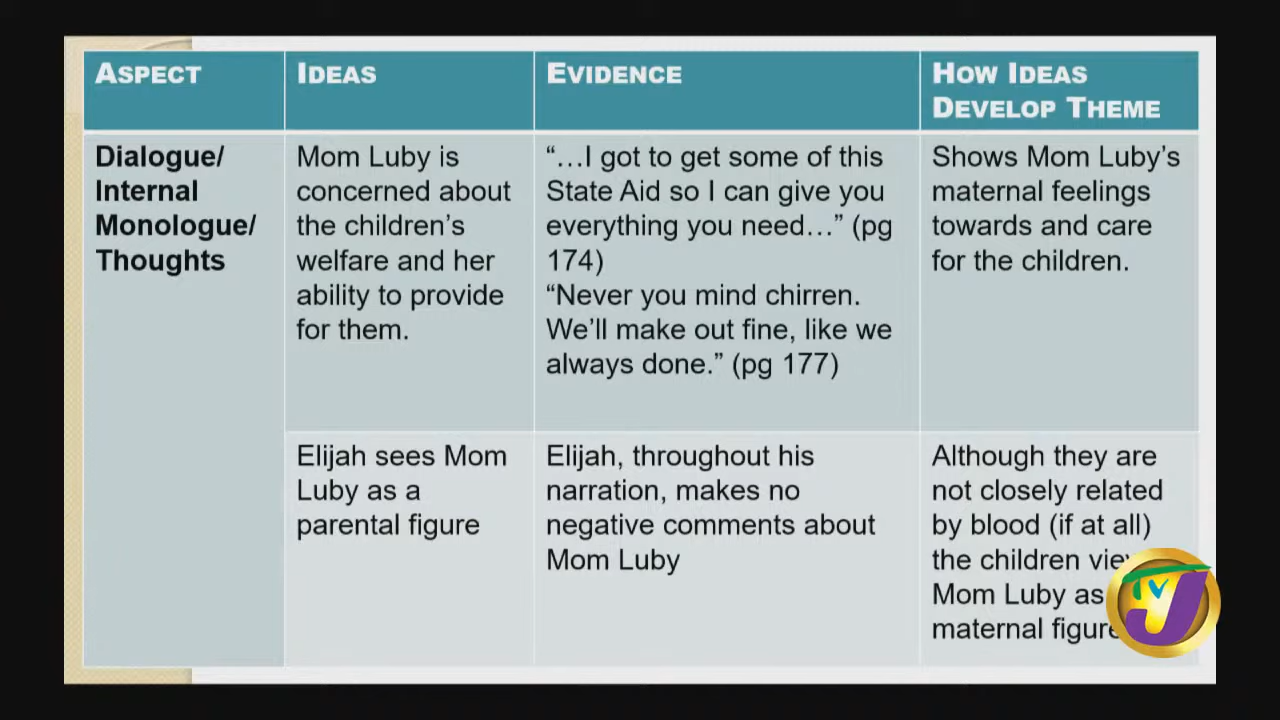 ASPECT
IDEAS
EVIDENCE
HOW IDEAS
DEVELOP THEME
Dialogue/
Internal
Monologue/
Thoughts
Mom Luby is
concerned about
the children’s
welfare and her
ability to provide
for them.
“…I got to get some of this
State Aid so I can give you
everything you need…” (pg
174)
“Never you mind chirren.
We’ll make out fine, like we
always done.” (pg 177)
Shows Mom Luby’s
maternal feelings
towards and care
for the children.
Elijah sees Mom
Luby as a
parental figure
Elijah, throughout his
narration, makes no
negative comments about
Mom Luby
Although they are
not closely related
by blood (if at all)
the children
Mom Luby as
maternal figure
TVJ